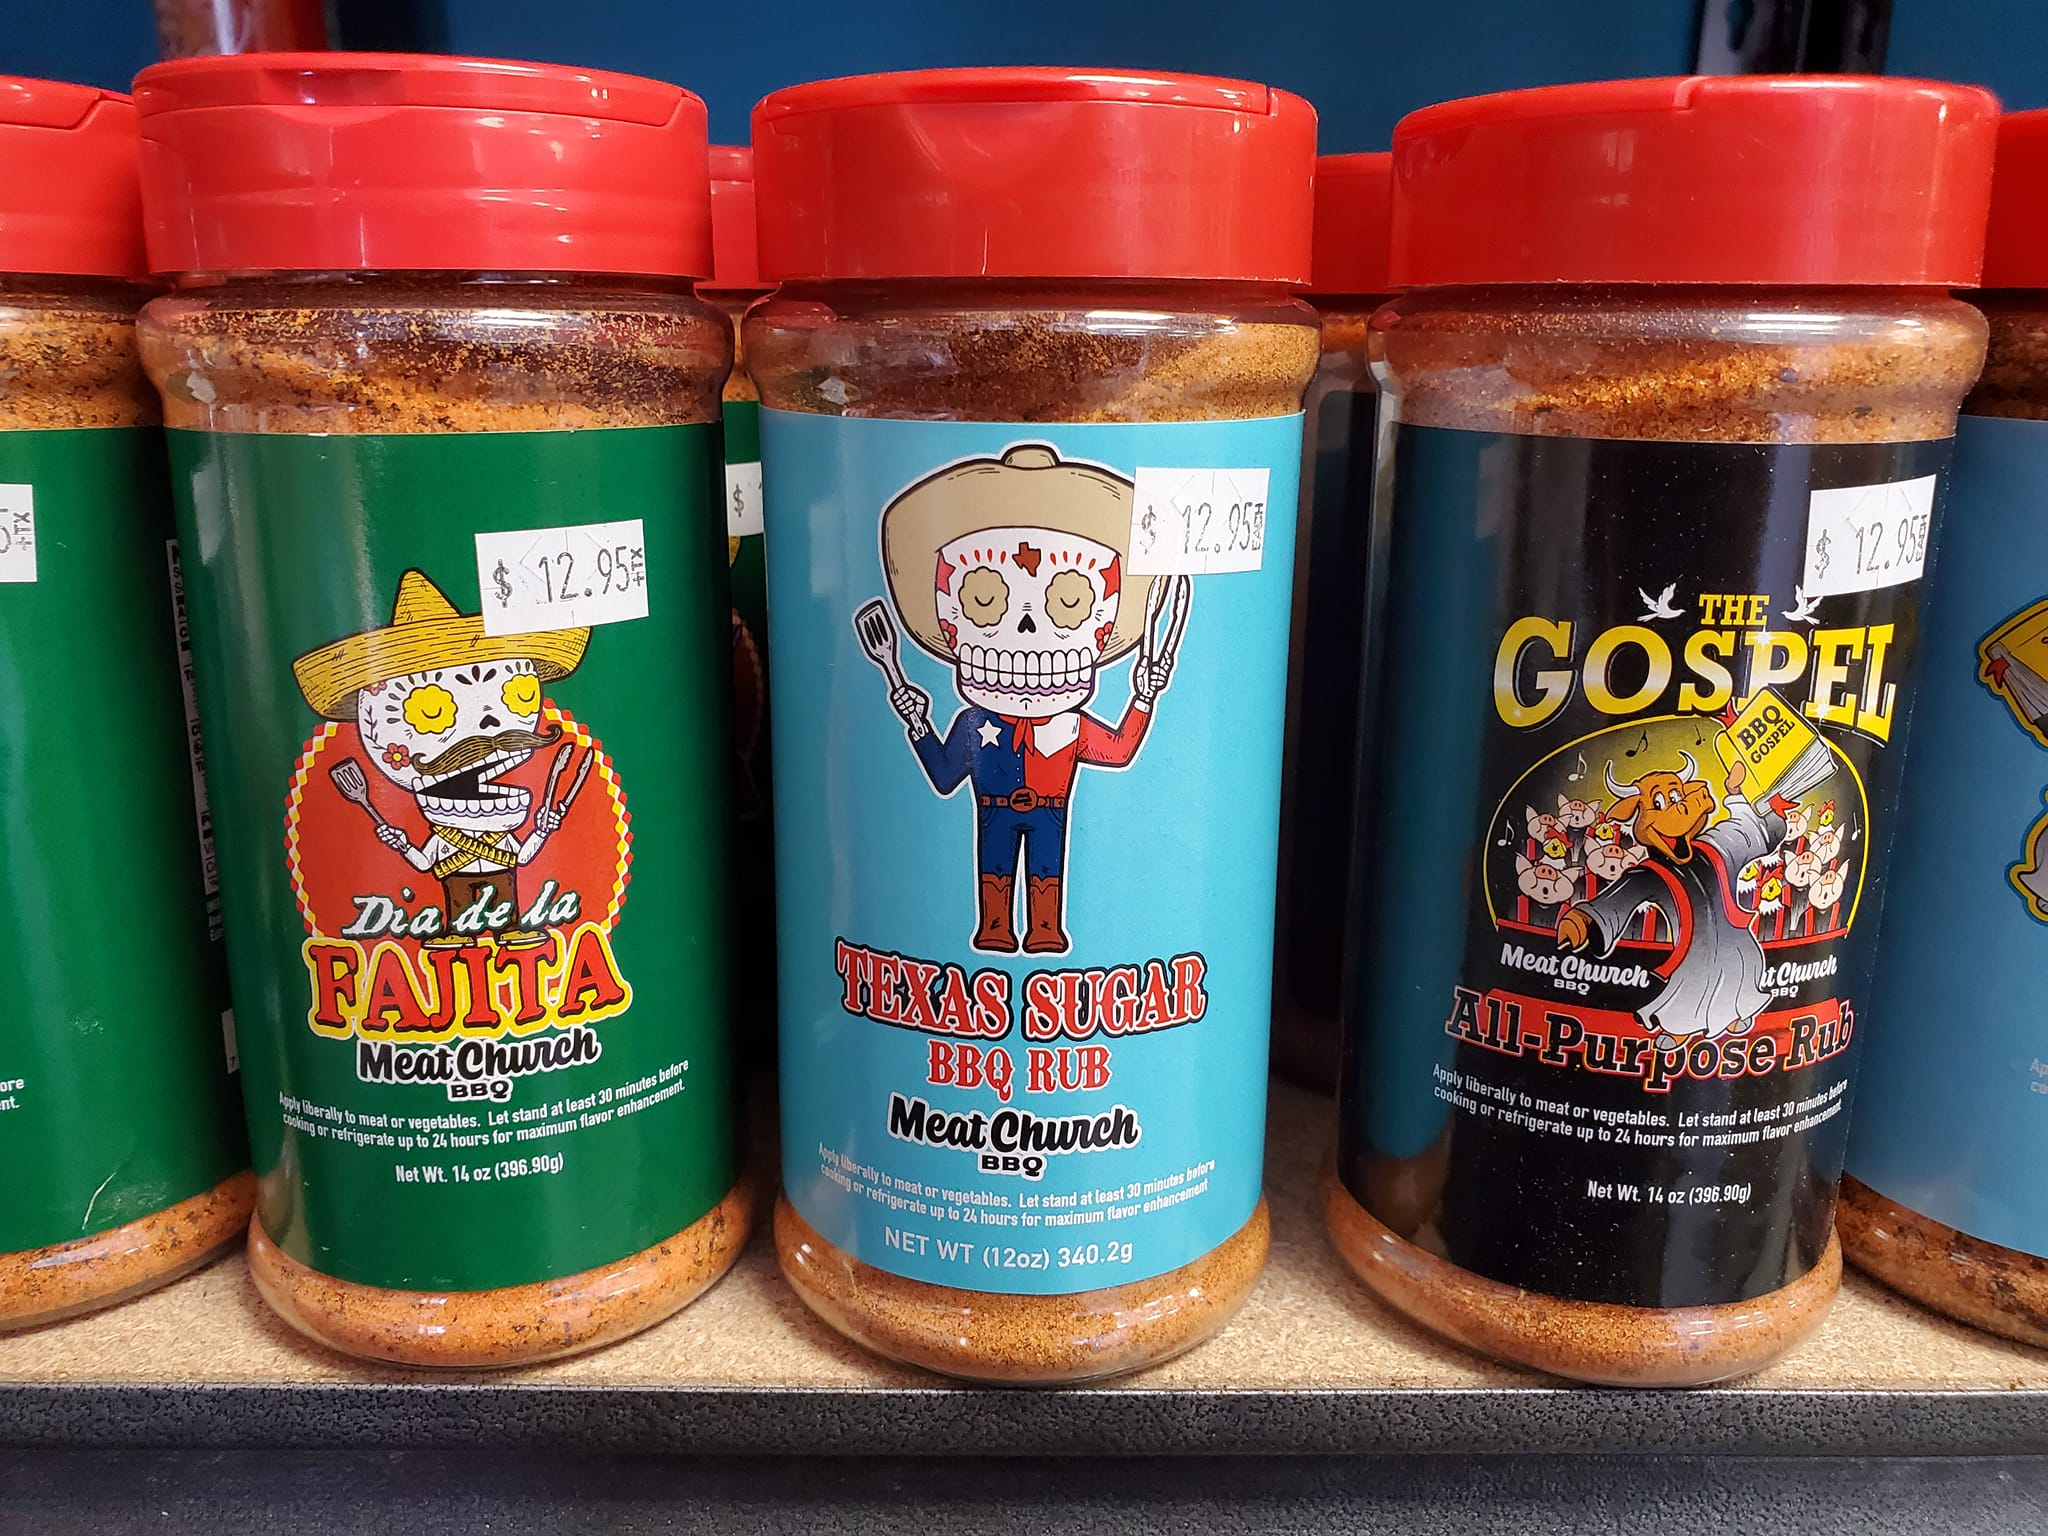 $ 12.95
Dia de la
FAJITA
Meat Church
BBQ
Apply liberally to meat or vegetables. Let stand at least 30 minutes before
cooking or refrigerate up to 24 hours for maximum flavor enhancement.
Net Wt. 14 oz (396.90g)
$
$ 12.95
TEXAS SUGAR
BBQ RUB
Meat Church
BBQ
Apply liberally to meat or vegetables. Let stand at least 30 minutes before
cooking or refrigerate up to 24 hours for maximum flavor enhancement
NET WT (12oz) 340.2g
$ 12.95
THE
GOSPEL
BBQ
GOSPEL
Meat Church
BBQ
Church
BBQ
All-Purpose Rub
Apply liberally to meat or vegetables. Let stand at least 30 minutes before
cooking or refrigerate up to 24 hours for maximum flavor enhancement.
Net Wt. 14 oz (396.90g)